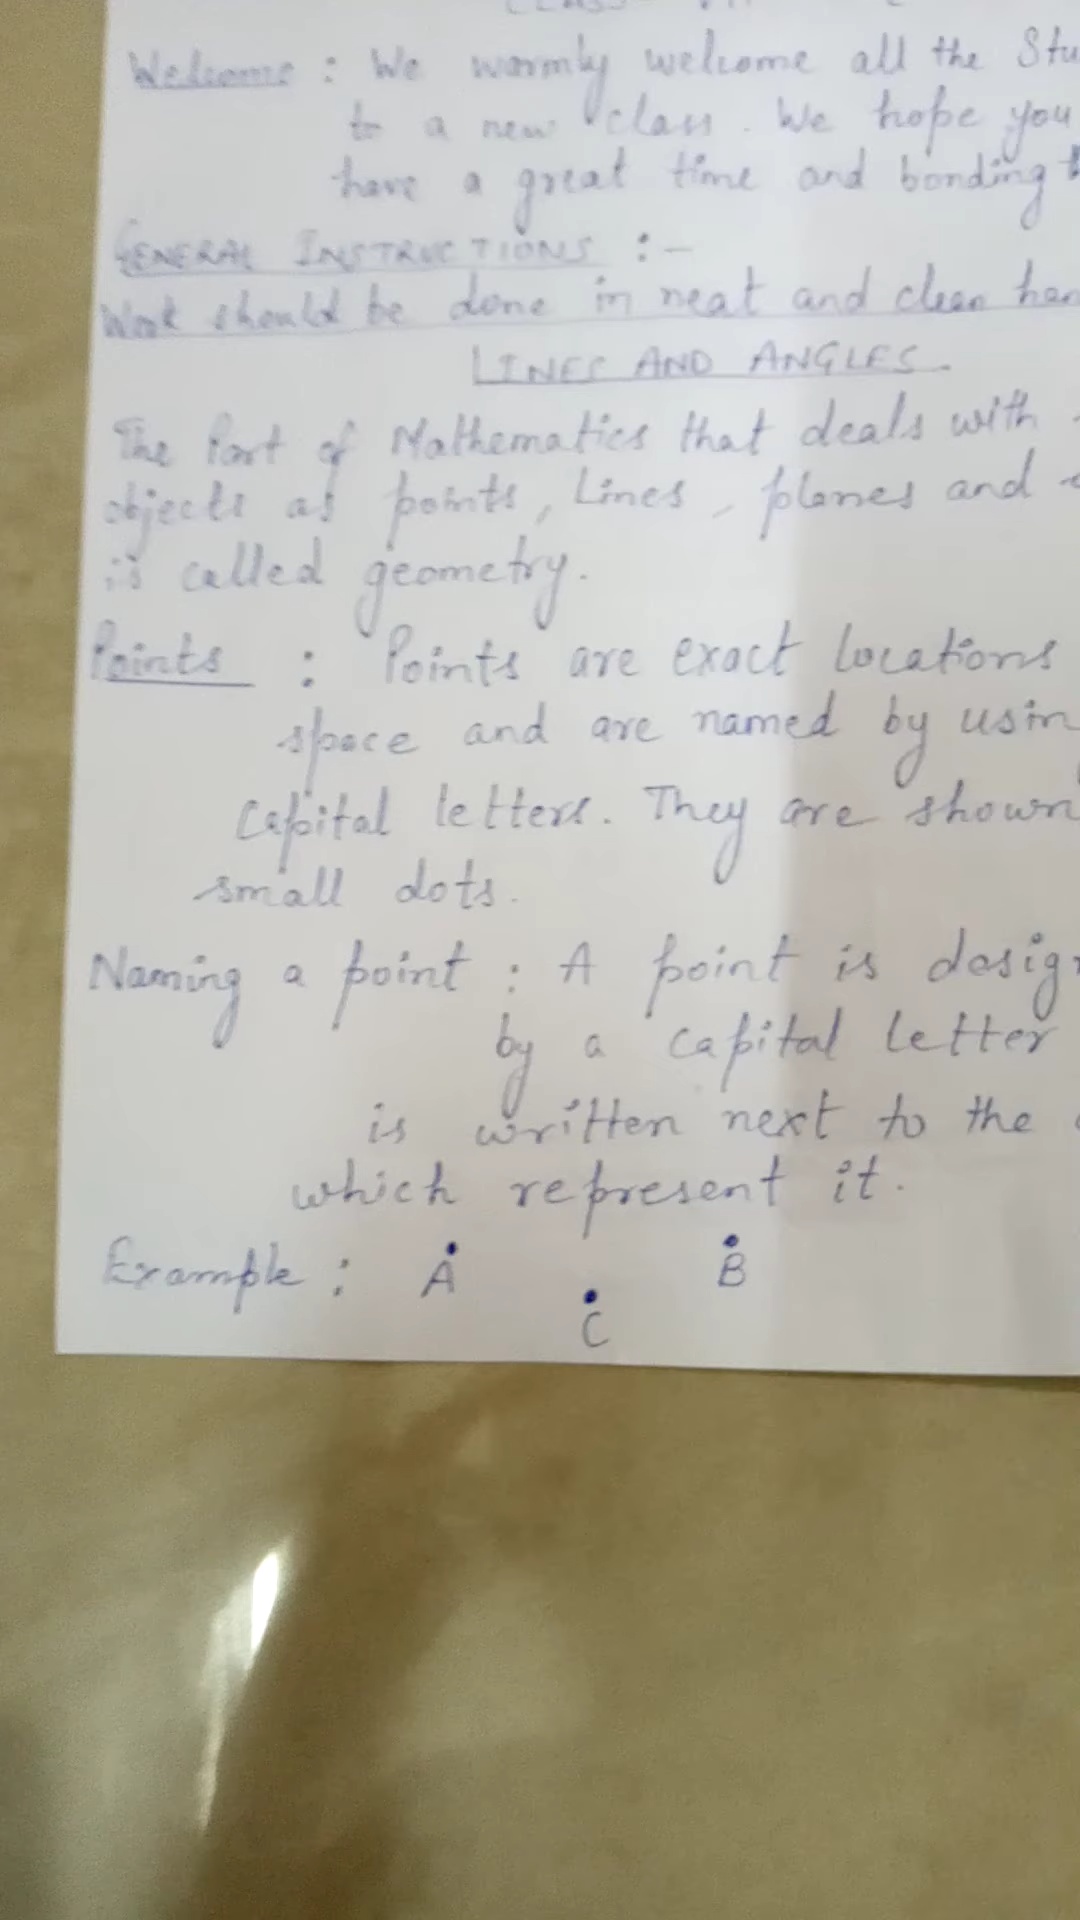 Welcome : We warmly welcome all the Stu
to a new class. We hope you
have a great time and bonding
GENERAL INSTRUCTIONS :-
Work should be done in neat and clean han
LINES AND ANGLES.
The Part of Mathematics that deals with
objects as points, Lines, planes and
is called geometry.
Points : Points are exact locations
space and are named by usin
Capital letters. They are shown
small dots.
Naming a point : A point is desig
by a capital letter
is written next to the
which represent it.
Example : A B
C